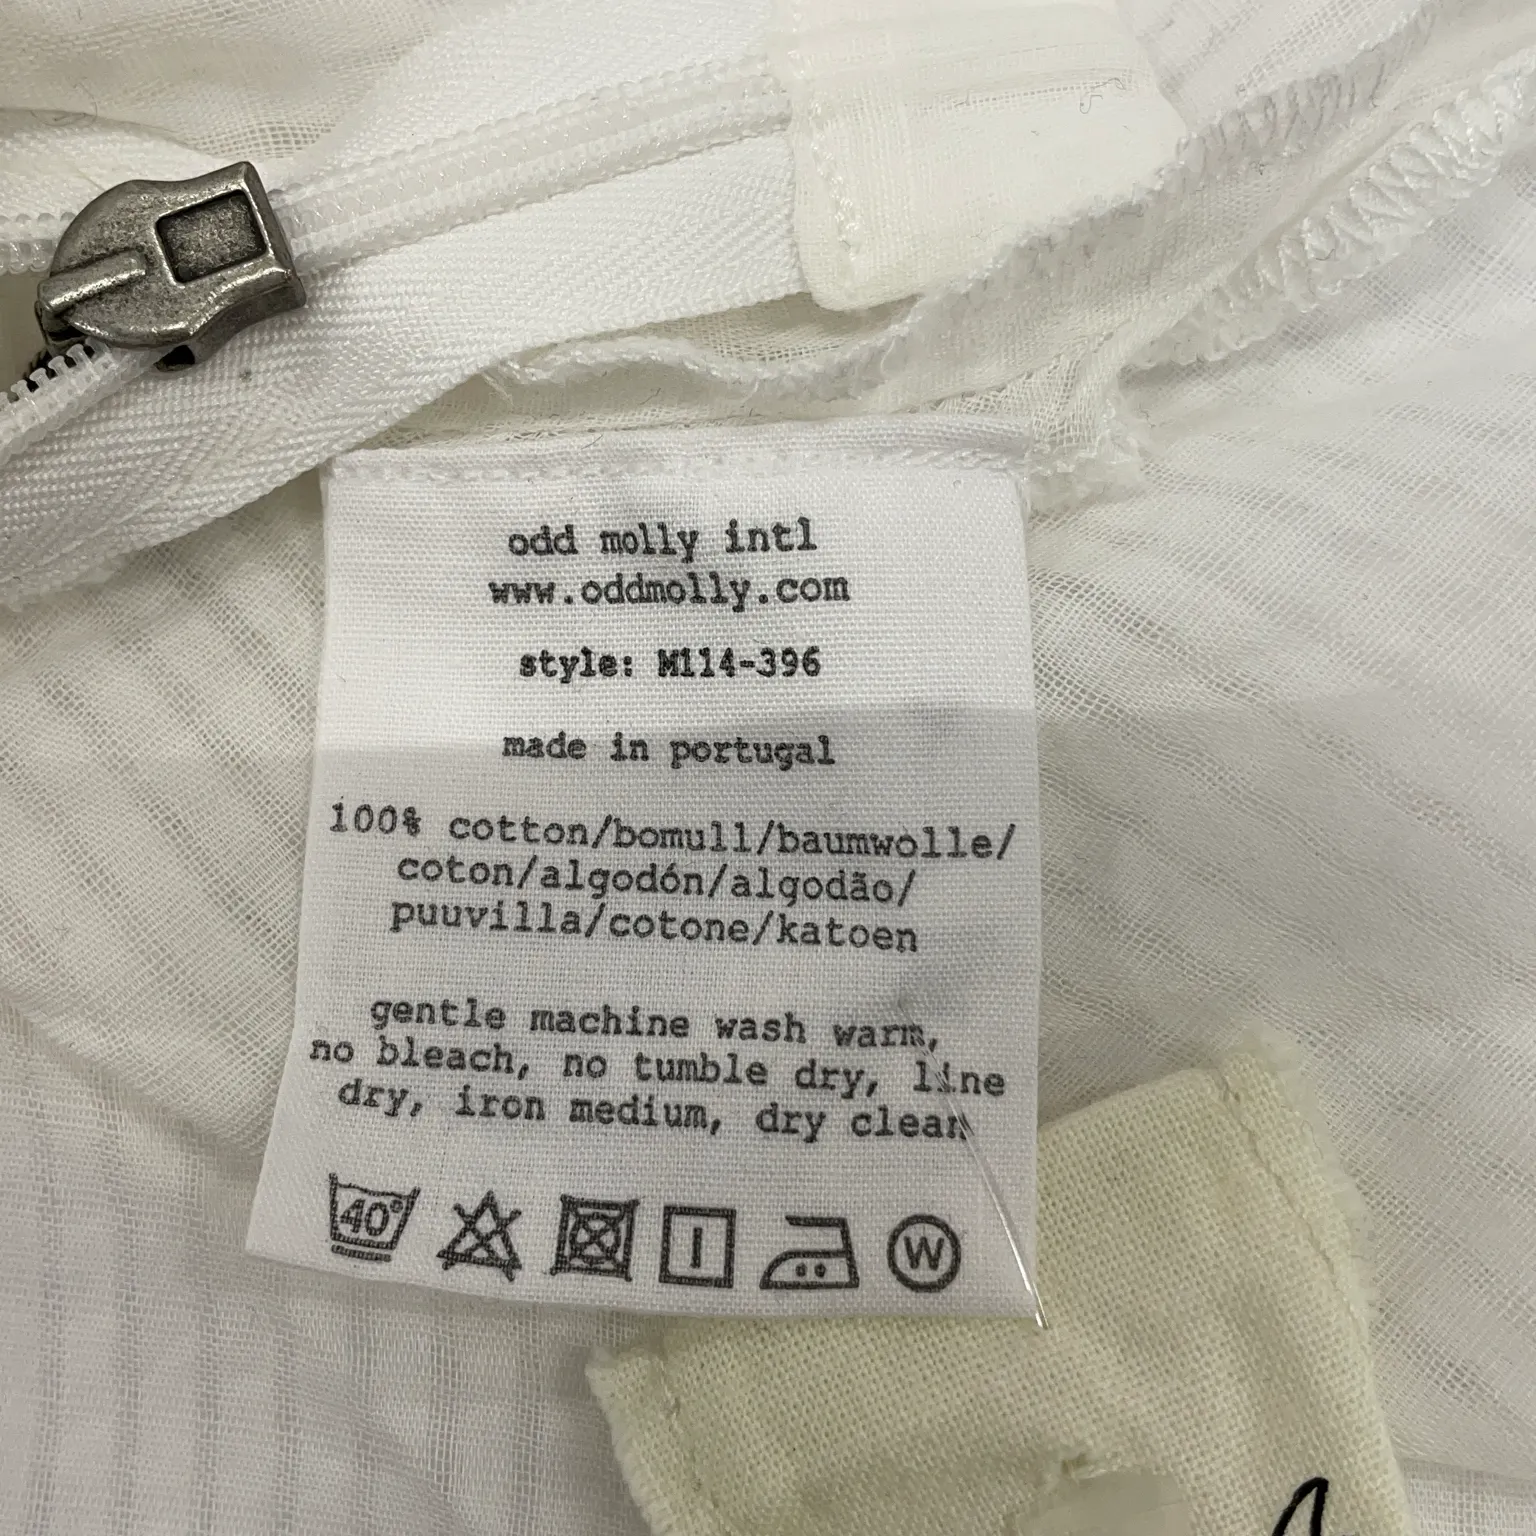 odd molly intl
www.oddmolly.com
style: M114-396
made in portugal
100% cotton/bomull/baumwolle/
coton/algodón/algodão/
puuvilla/cotone/katoen
gentle machine wash warm,
no bleach, no tumble dry, line
dry, iron medium, dry clean
40° I W